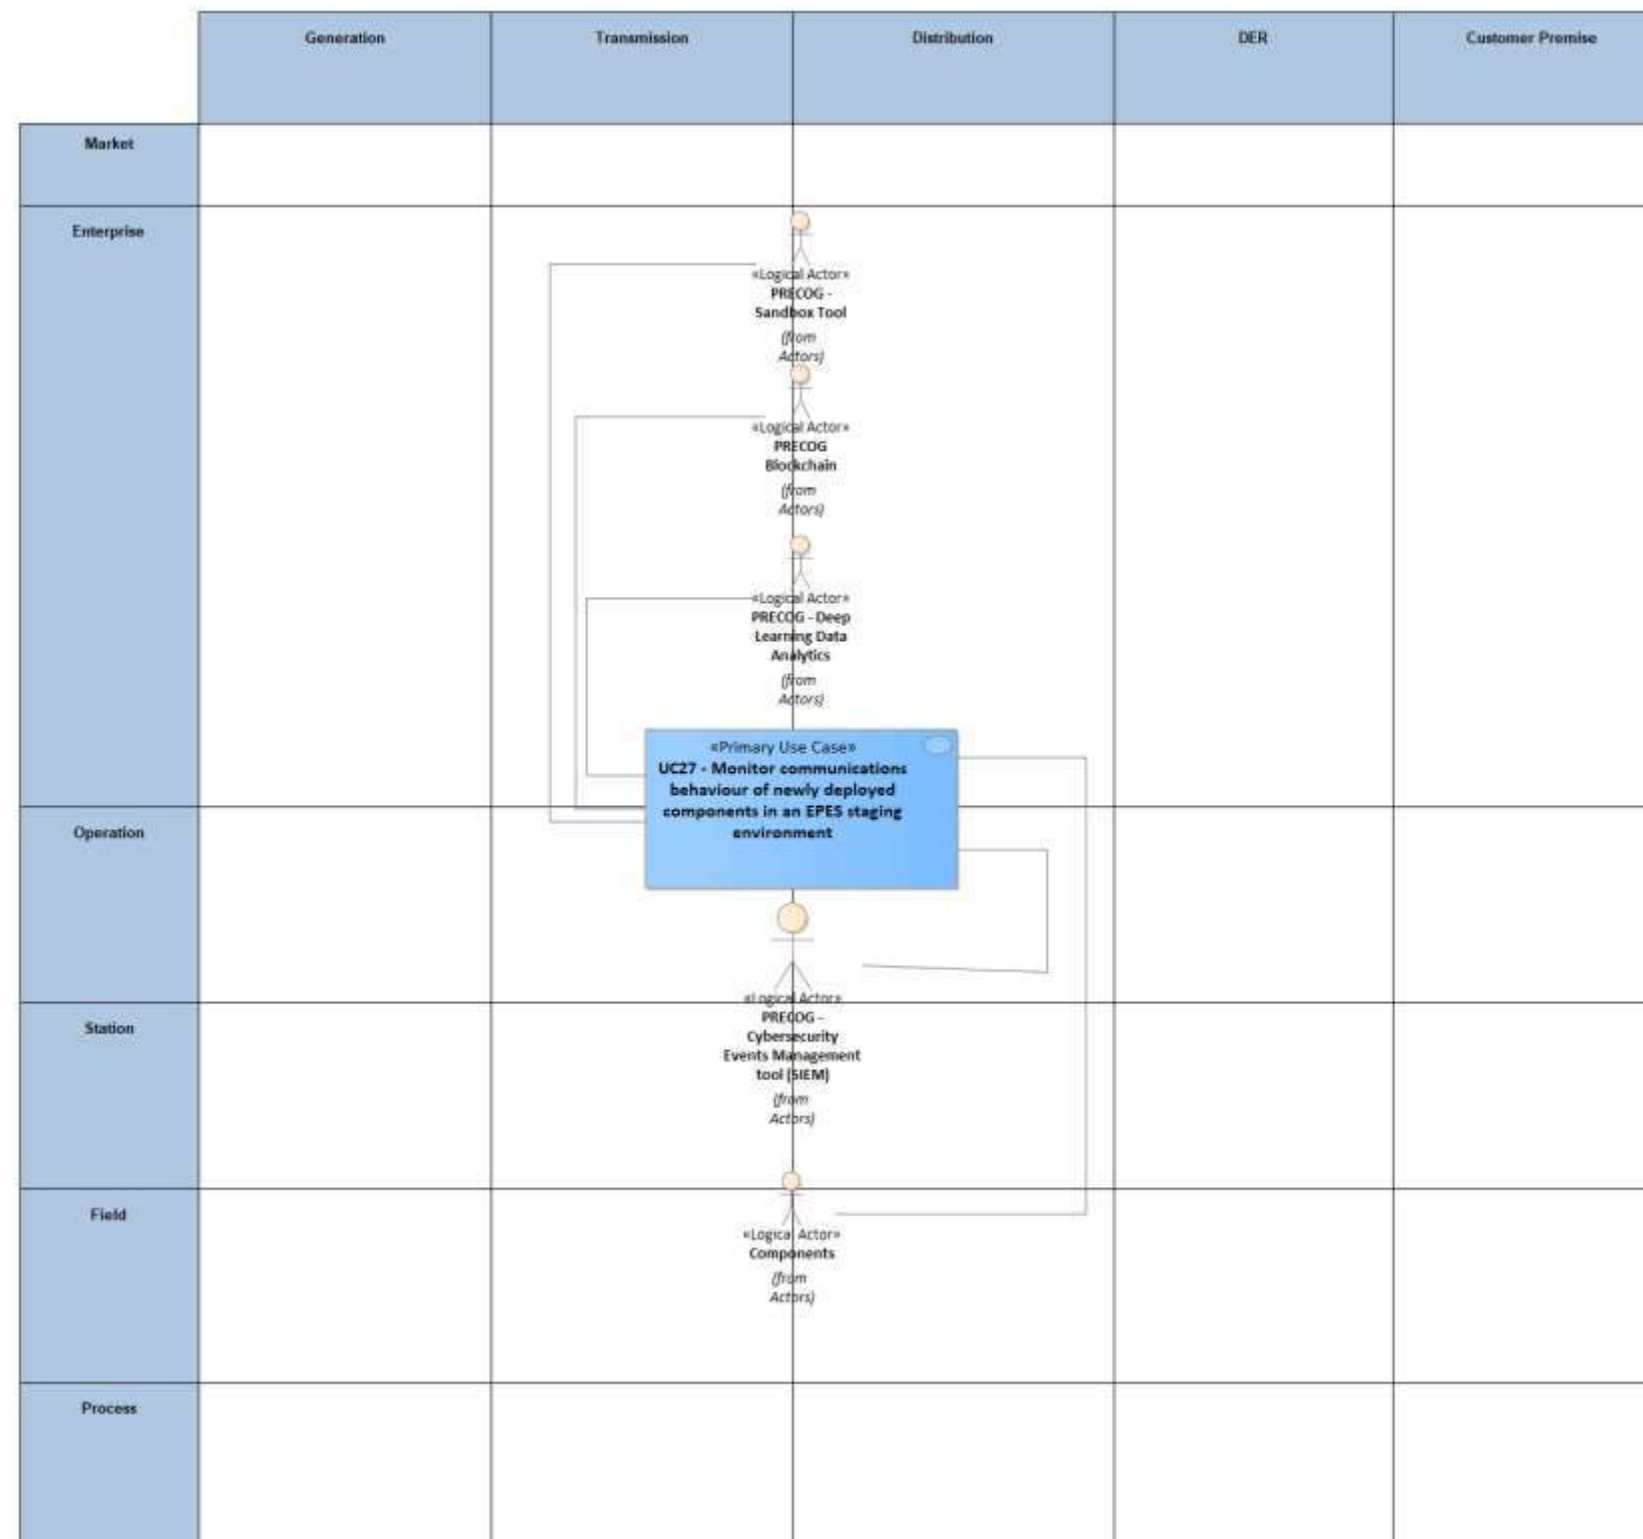 Generation
Transmission
Distribution
DER
Customer Premise
Market
Enterprise
«Logical Actor»
PRECOG -
Sandbox Tool
(from
Actors)
«Logical Actor»
PRECOG
Blockchain
(from
Actors)
«Logical Actor»
PRECOG - Deep
Learning Data
Analytics
(from
Actors)
«Primary Use Case»
UC27 - Monitor communications
behaviour of newly deployed
components in an EPES staging
environment
Operation
«Logical Actor»
Station
PRECOG -
Cybersecurity
Events Management
tool (SIEM)
(from
Actors)
Field
«Logical Actor»
Components
(from
Actors)
Process